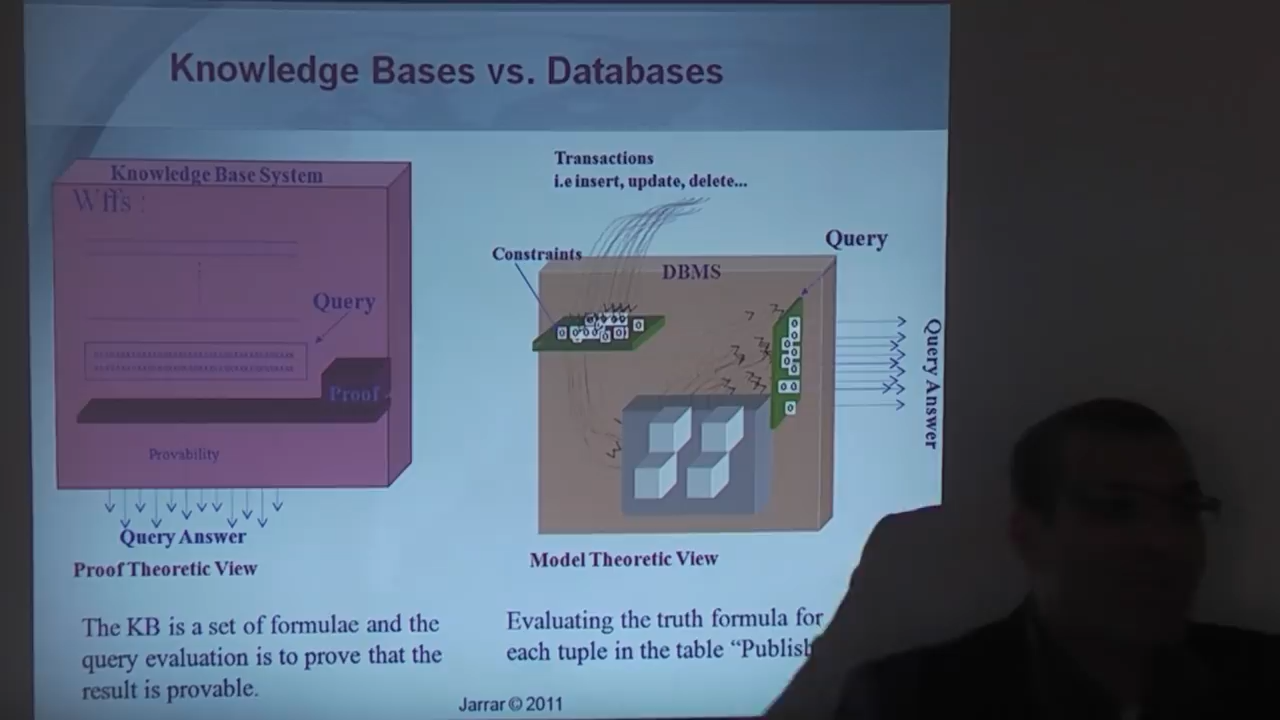 Knowledge Bases vs. Databases
Knowledge Base System
Wffs :
Query
Proof
Provability
Query Answer
Proof Theoretic View
The KB is a set of formulae and the
query evaluation is to prove that the
result is provable.
Transactions
i.e insert, update, delete...
Constraints
DBMS
Query
Query Answer
Model Theoretic View
Evaluating the truth formula for
each tuple in the table “Publish
Jarrar © 2011